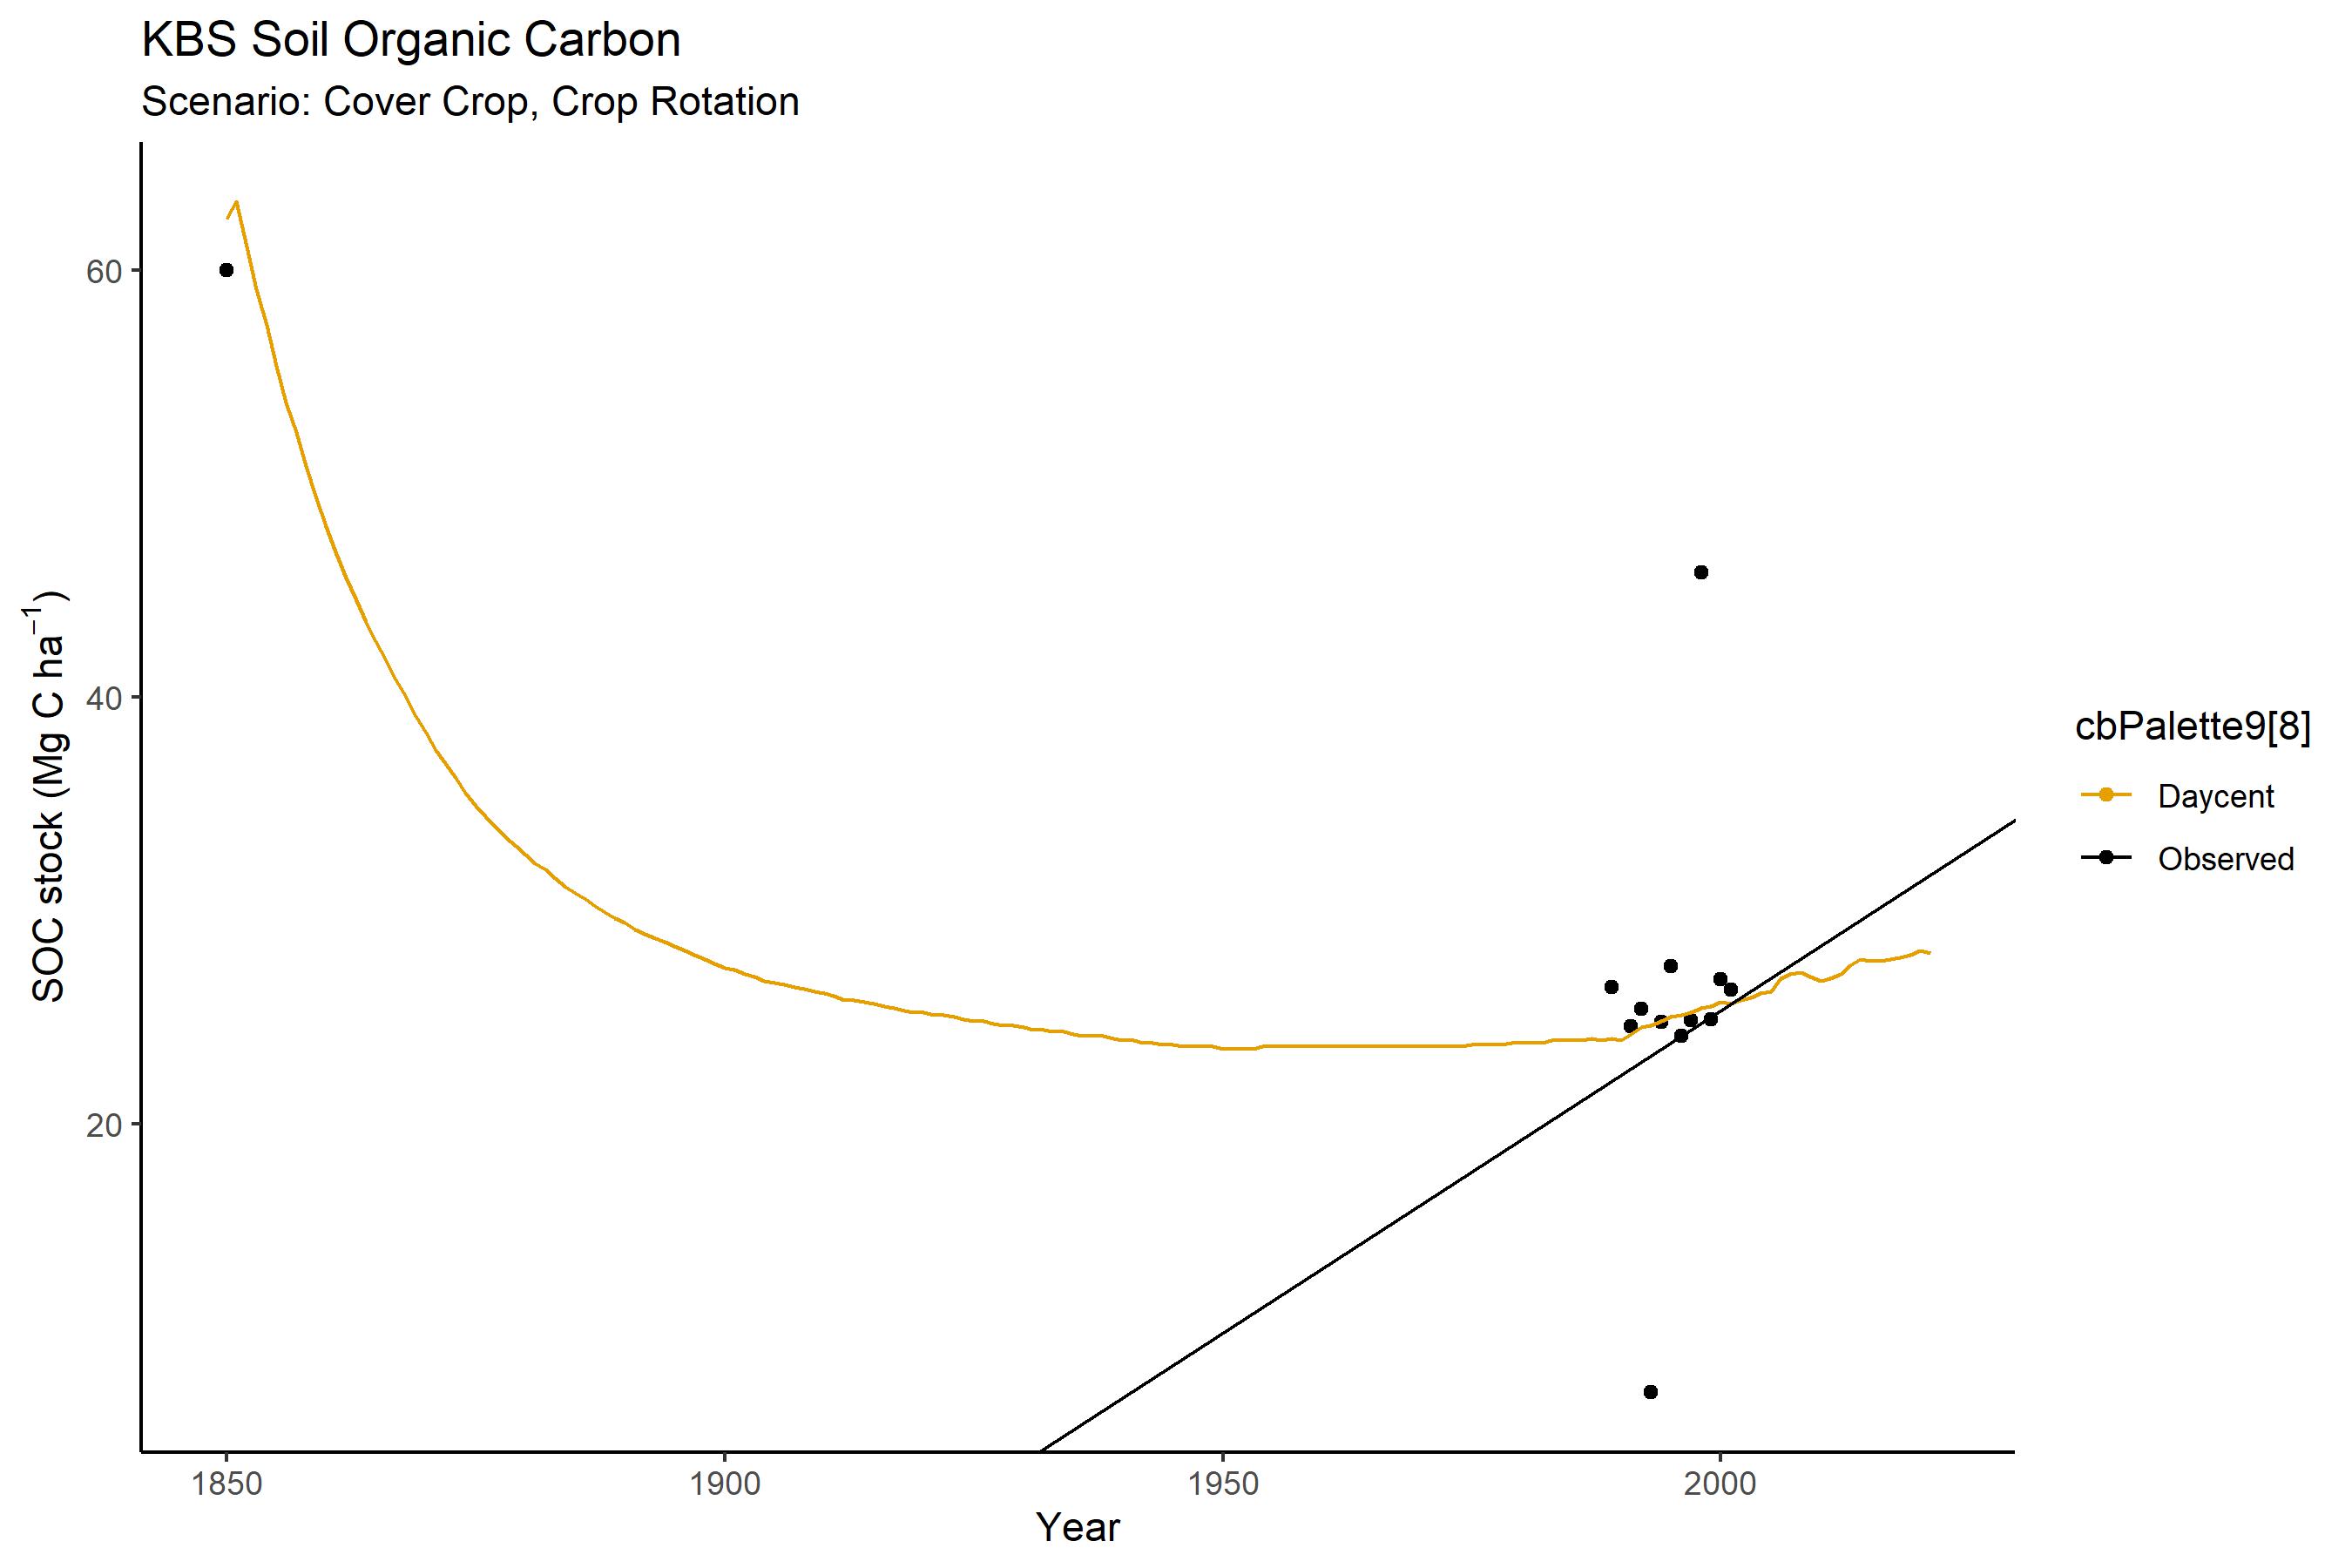 KBS Soil Organic Carbon
Scenario: Cover Crop, Crop Rotation
SOC stock (Mg C ha⁻¹)
60
40
20
1850
1900
1950
2000
Year
cbPalette9[8]
Daycent
Observed